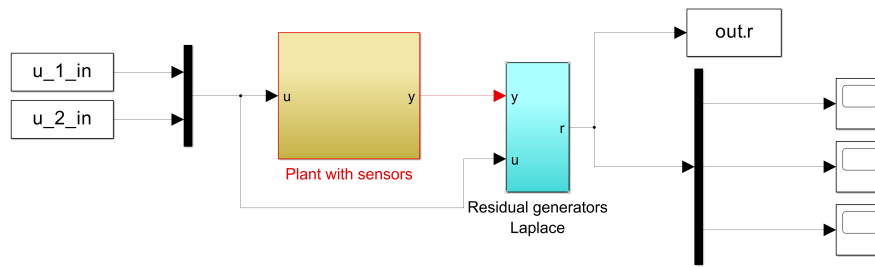 out.r
u_1_in
u_2_in
u
y
y
u
r
Plant with sensors
Residual generators
Laplace